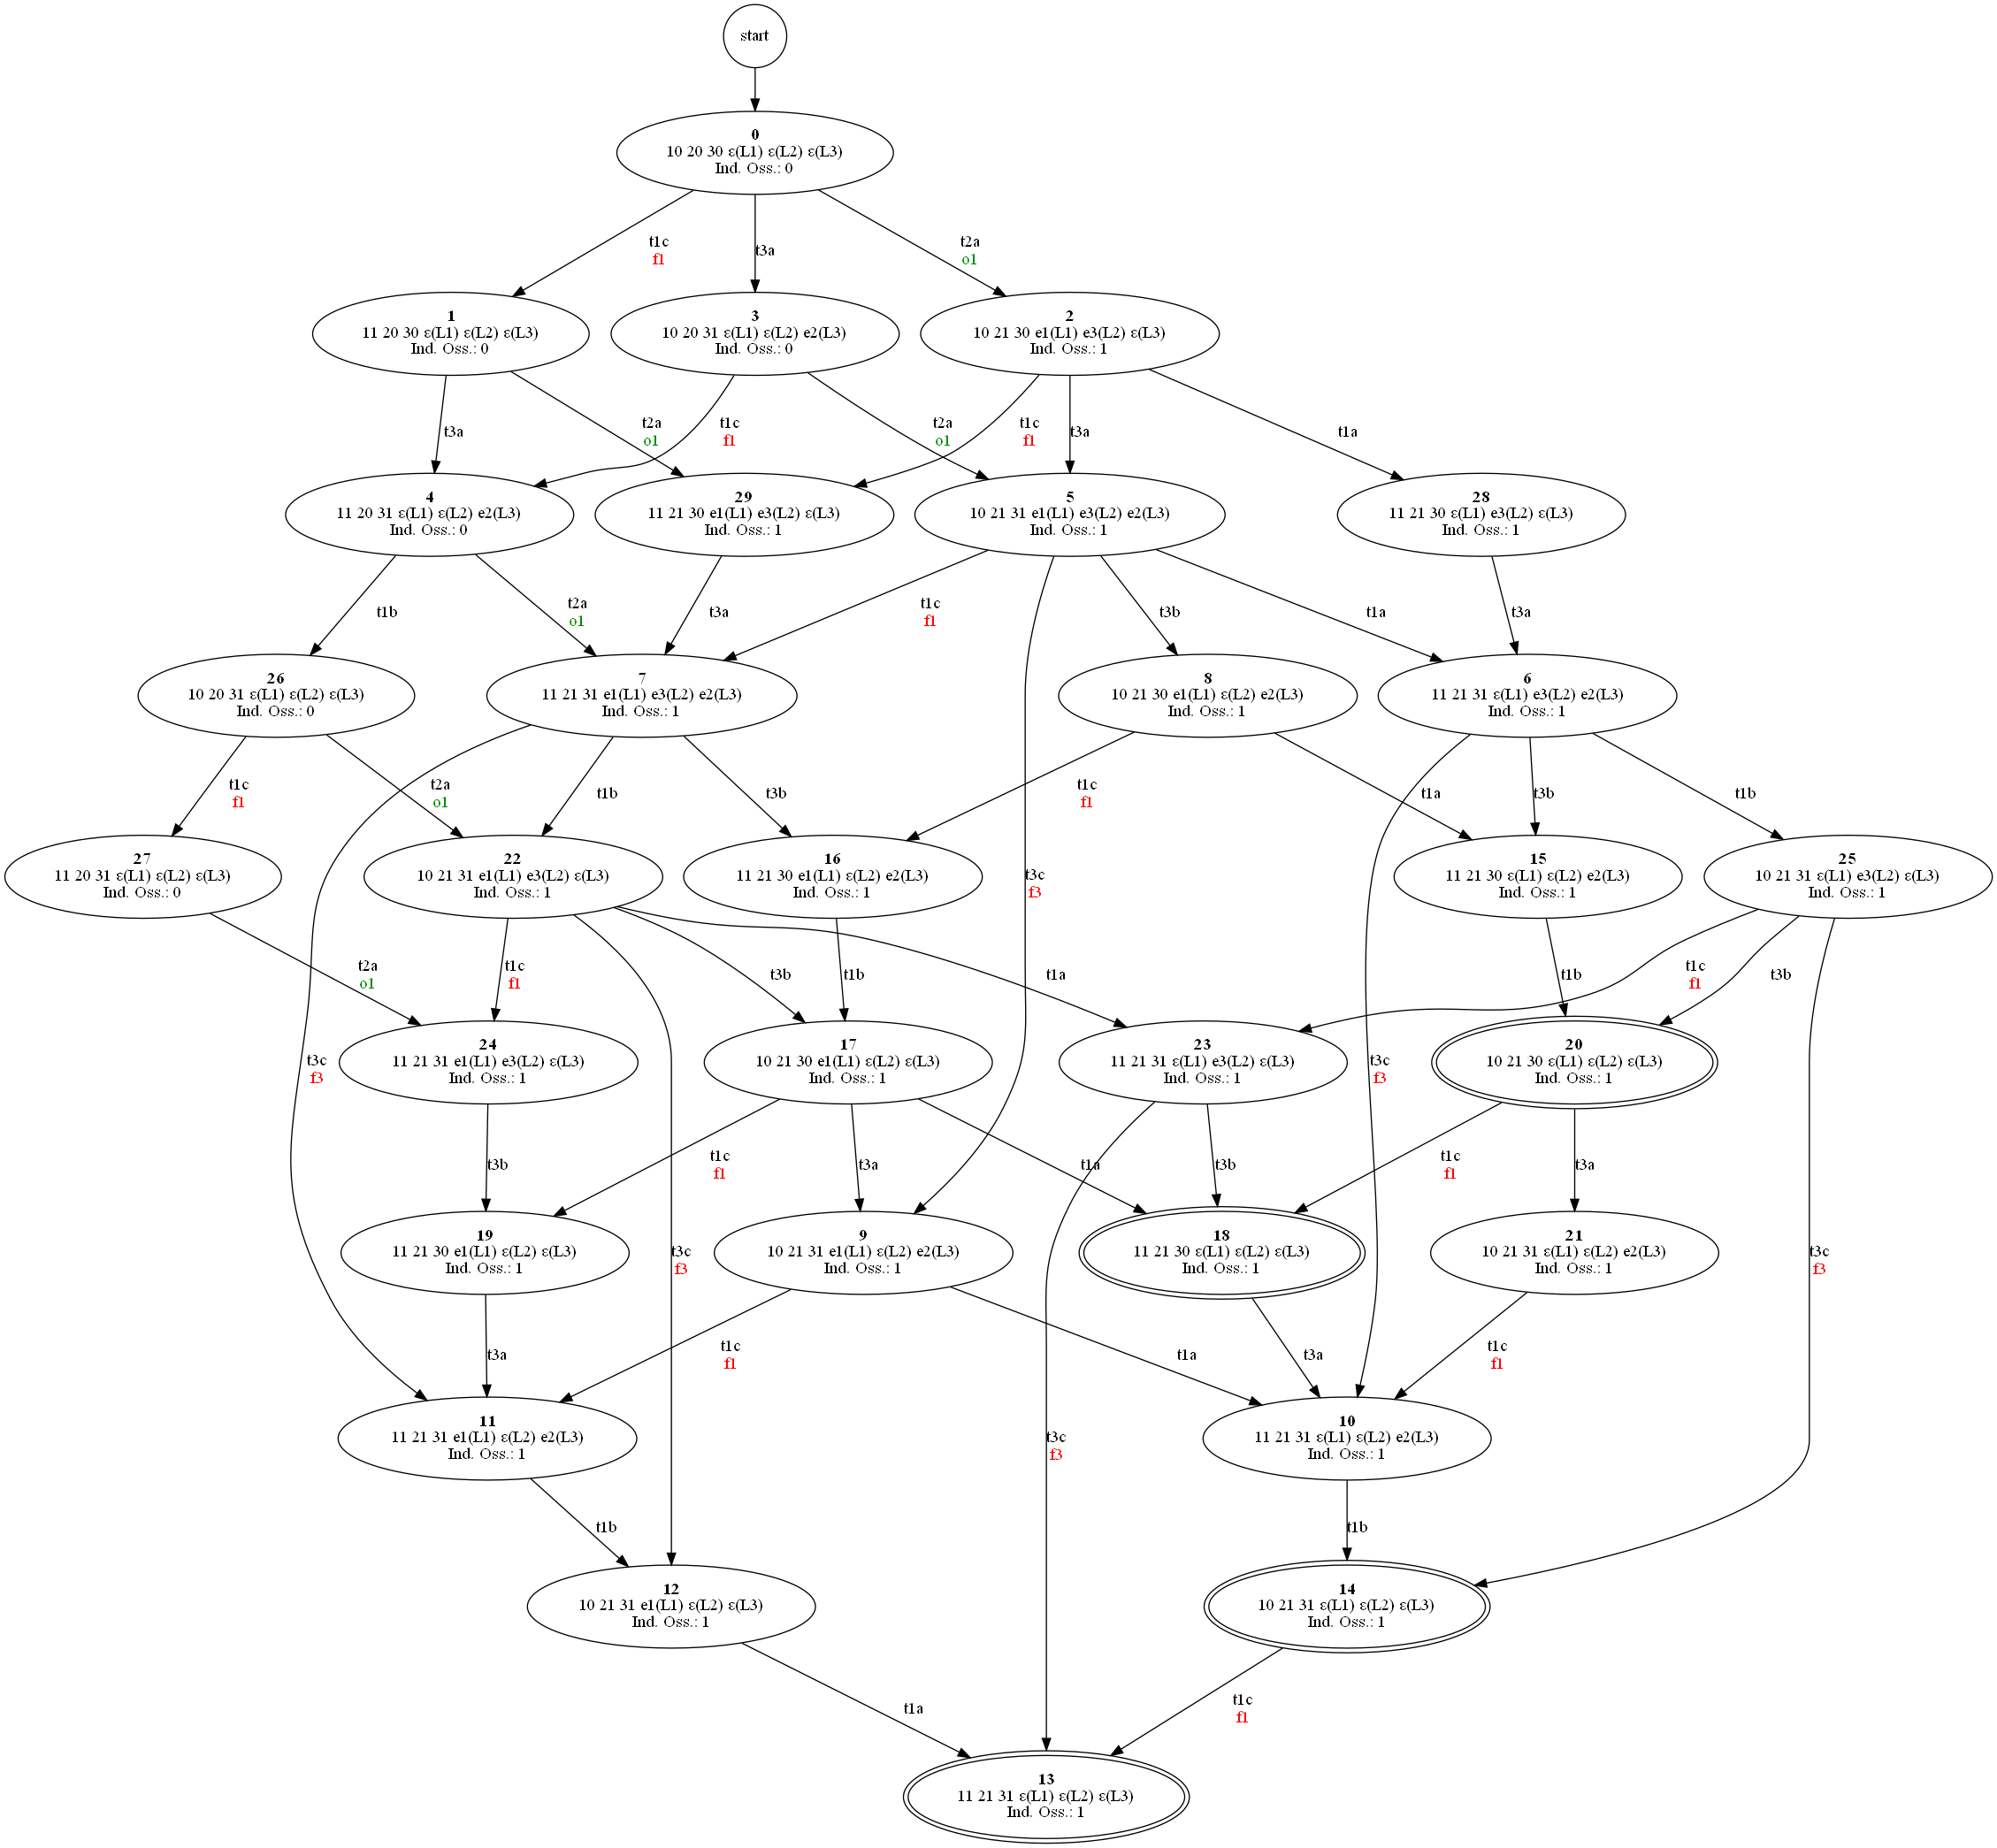 start
0
10 20 30 ε(L1) ε(L2) ε(L3)
Ind. Oss.: 0
t1c
f1
t3a
t2a
o1
1
11 20 30 ε(L1) ε(L2) ε(L3)
Ind. Oss.: 0
3
10 20 31 ε(L1) ε(L2) e2(L3)
Ind. Oss.: 0
2
10 21 30 e1(L1) e3(L2) ε(L3)
Ind. Oss.: 1
t3a
t2a
o1
t1c
f1
t2a
o1
t1c
f1
t3a
t1a
4
11 20 31 ε(L1) ε(L2) e2(L3)
Ind. Oss.: 0
29
11 21 30 e1(L1) e3(L2) ε(L3)
Ind. Oss.: 1
5
10 21 31 e1(L1) e3(L2) e2(L3)
Ind. Oss.: 1
28
11 21 30 ε(L1) e3(L2) ε(L3)
Ind. Oss.: 1
t1b
t2a
o1
t3a
t1c
f1
t3b
t1a
t3a
26
10 20 31 ε(L1) ε(L2) ε(L3)
Ind. Oss.: 0
7
11 21 31 e1(L1) e3(L2) e2(L3)
Ind. Oss.: 1
8
10 21 30 e1(L1) ε(L2) e2(L3)
Ind. Oss.: 1
6
11 21 31 ε(L1) e3(L2) e2(L3)
Ind. Oss.: 1
t1c
f1
t2a
o1
t1b
t3b
t1c
f1
t1a
t3b
t1b
27
11 20 31 ε(L1) ε(L2) ε(L3)
Ind. Oss.: 0
22
10 21 31 e1(L1) e3(L2) ε(L3)
Ind. Oss.: 1
16
11 21 30 e1(L1) ε(L2) e2(L3)
Ind. Oss.: 1
t3c
f3
15
11 21 30 ε(L1) ε(L2) e2(L3)
Ind. Oss.: 1
25
10 21 31 ε(L1) e3(L2) ε(L3)
Ind. Oss.: 1
t2a
o1
t1c
f1
t3b
t1b
t1a
t1b
t1c
f1
t3b
t3c
f3
24
11 21 31 e1(L1) e3(L2) ε(L3)
Ind. Oss.: 1
17
10 21 30 e1(L1) ε(L2) ε(L3)
Ind. Oss.: 1
23
11 21 31 ε(L1) e3(L2) ε(L3)
Ind. Oss.: 1
t3c
f3
20
10 21 30 ε(L1) ε(L2) ε(L3)
Ind. Oss.: 1
t3b
t1c
f1
t3a
t1a
t3b
t1c
f1
t3a
19
11 21 30 e1(L1) ε(L2) ε(L3)
Ind. Oss.: 1
t3c
f3
9
10 21 31 e1(L1) ε(L2) e2(L3)
Ind. Oss.: 1
18
11 21 30 ε(L1) ε(L2) ε(L3)
Ind. Oss.: 1
21
10 21 31 ε(L1) ε(L2) e2(L3)
Ind. Oss.: 1
t3c
f3
t3a
t1c
f1
t1a
t3a
t1c
f1
11
11 21 31 e1(L1) ε(L2) e2(L3)
Ind. Oss.: 1
t3c
f3
10
11 21 31 ε(L1) ε(L2) e2(L3)
Ind. Oss.: 1
t1b
t1b
12
10 21 31 e1(L1) ε(L2) ε(L3)
Ind. Oss.: 1
14
10 21 31 ε(L1) ε(L2) ε(L3)
Ind. Oss.: 1
t1a
t1c
f1
13
11 21 31 ε(L1) ε(L2) ε(L3)
Ind. Oss.: 1